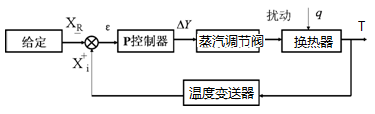 X_R ε ΔY 扰动 q T
给定 P控制器 蒸汽调节阀 换热器
- +
X_i
温度变送器